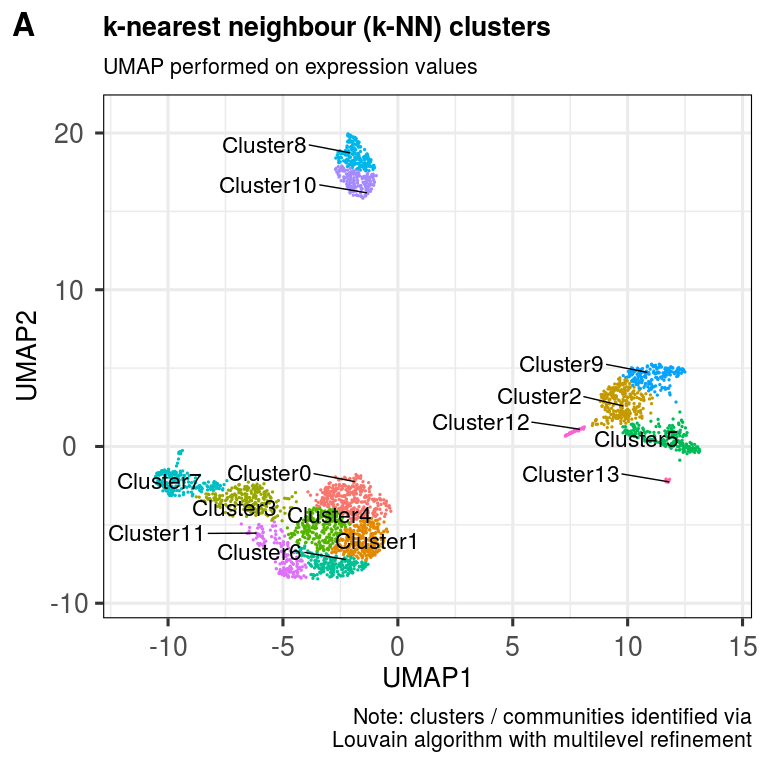 A
k-nearest neighbour (k-NN) clusters
UMAP performed on expression values
20
10
0
-10
UMAP2
Cluster8
Cluster10
Cluster9
Cluster2
Cluster12
Cluster5
Cluster13
Cluster7
Cluster0
Cluster3
Cluster4
Cluster11
Cluster1
Cluster6
-10
-5
0
5
10
15
UMAP1
Note: clusters / communities identified via
Louvain algorithm with multilevel refinement